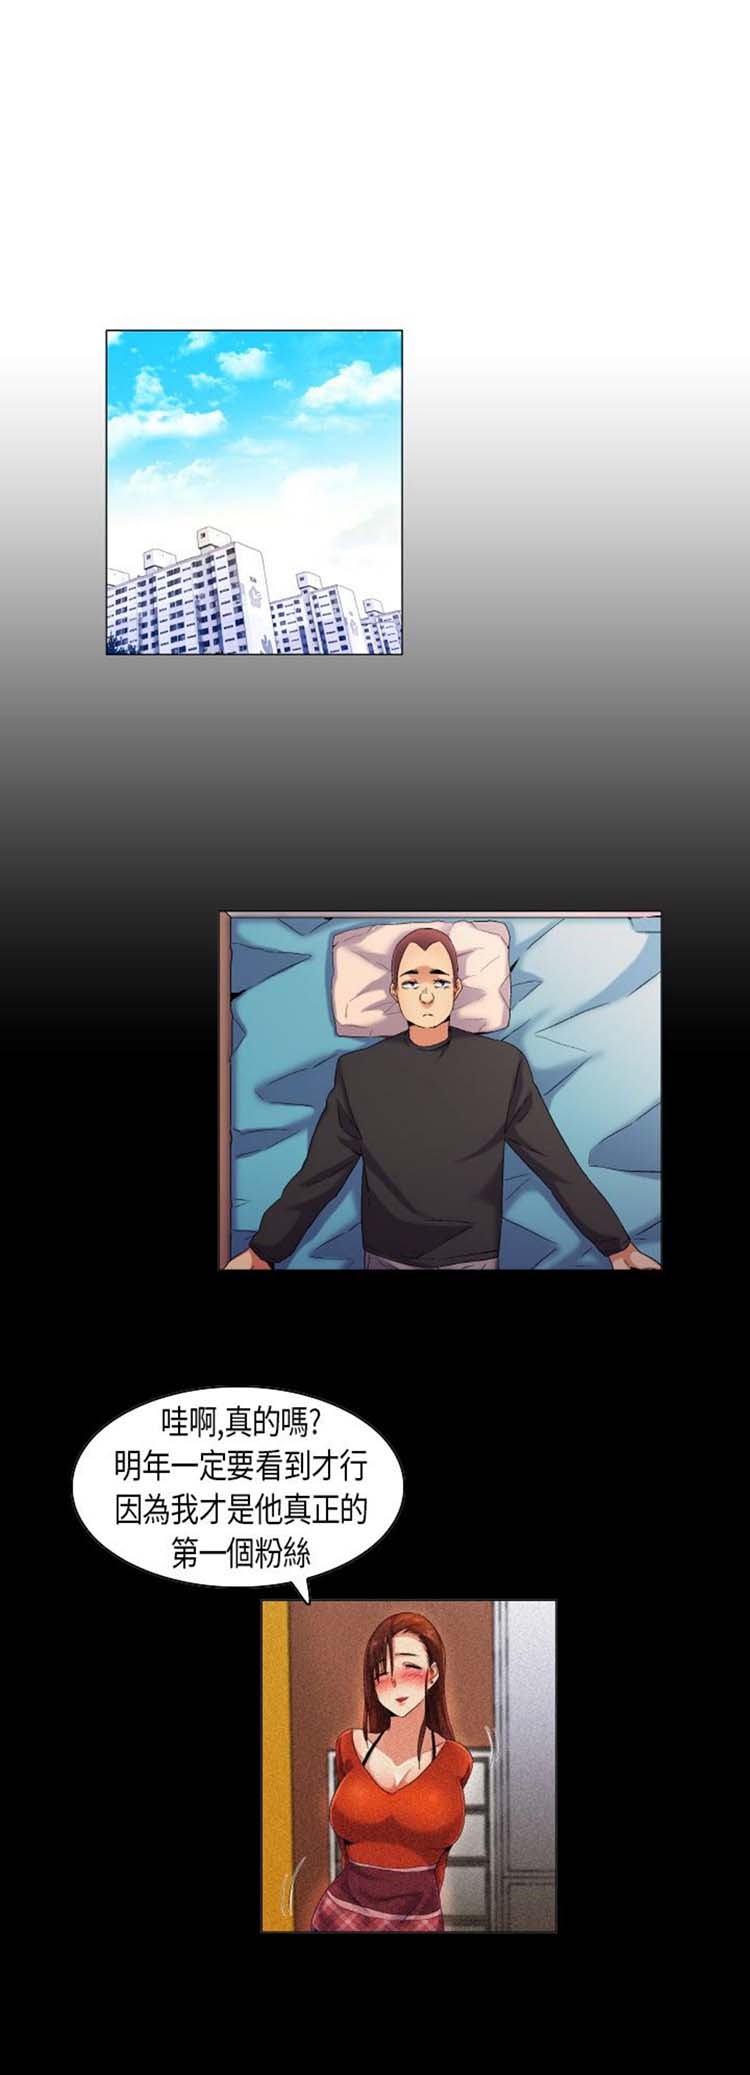 哇啊,真的嗎?
明年一定要看到才行
因為我才是他真正的
第一個粉絲